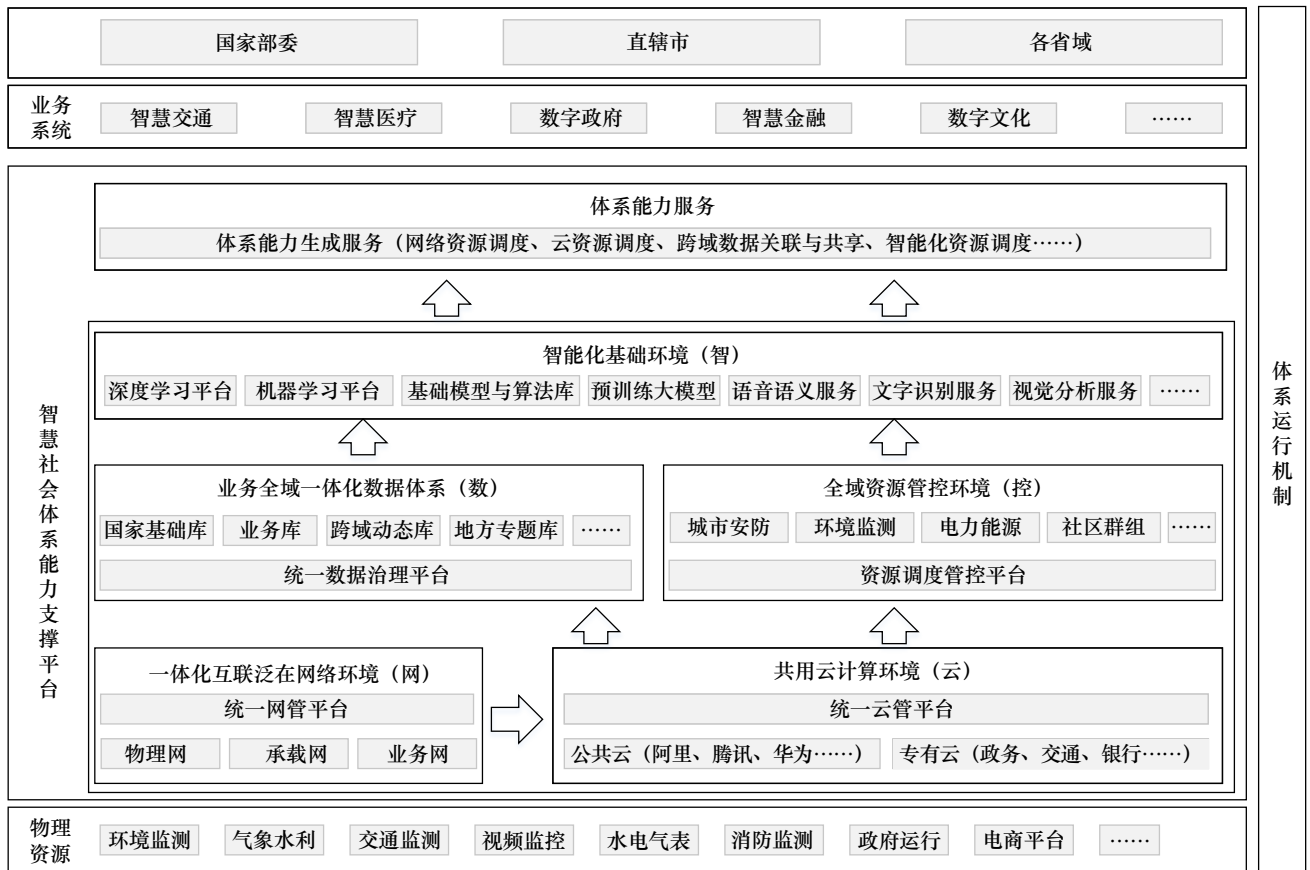 国家部委
直辖市
各省域
业务
系统
智慧交通
智慧医疗
数字政府
智慧金融
数字文化
……
智慧社会体系能力支撑平台
体系能力服务
体系能力生成服务（网络资源调度、云资源调度、跨域数据关联与共享、智能化资源调度……）
智能化基础环境（智）
深度学习平台
机器学习平台
基础模型与算法库
预训练大模型
语音语义服务
文字识别服务
视觉分析服务
……
业务全域一体化数据体系（数）
国家基础库
业务库
跨域动态库
地方专题库
……
统一数据治理平台
全域资源管控环境（控）
城市安防
环境监测
电力能源
社区群组
……
资源调度管控平台
一体化互联泛在网络环境（网）
统一网管平台
物理网
承载网
业务网
共用云计算环境（云）
统一云管平台
公共云（阿里、腾讯、华为……）
专有云（政务、交通、银行……）
物理
资源
环境监测
气象水利
交通监测
视频监控
水电气表
消防监测
政府运行
电商平台
……
体系运行机制